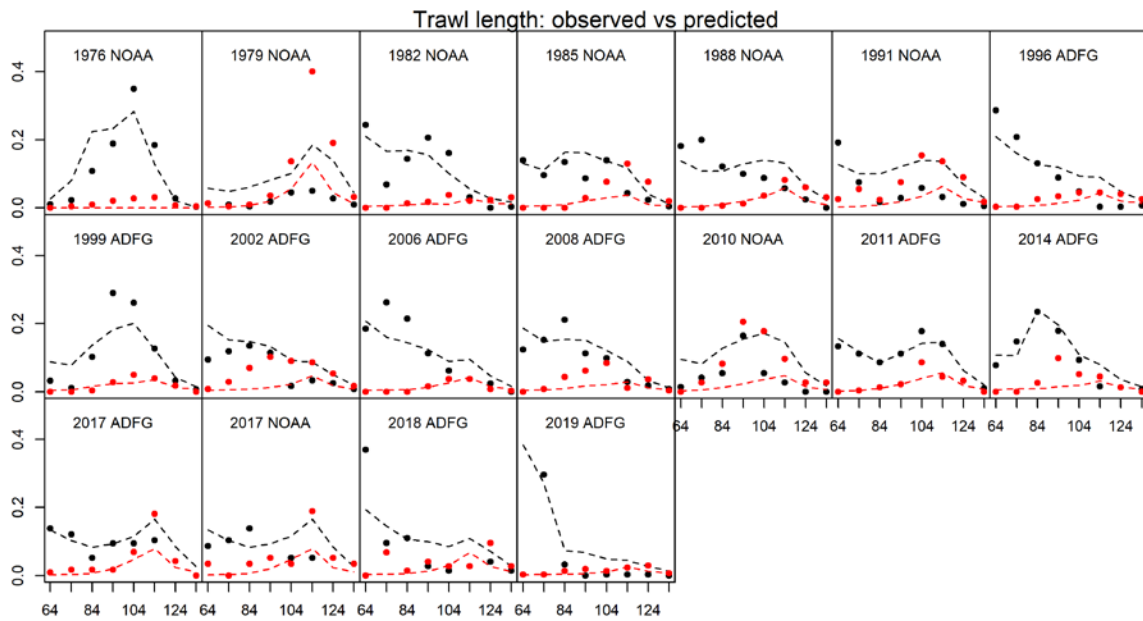 Trawl length: observed vs predicted
1976 NOAA 1979 NOAA 1982 NOAA 1985 NOAA 1988 NOAA 1991 NOAA 1996 ADFG
0.4
0.2
0.0
1999 ADFG 2002 ADFG 2006 ADFG 2008 ADFG 2010 NOAA 2011 ADFG 2014 ADFG
0.4
0.2
0.0
64 84 104 124 64 84 104 124 64 84 104 124
2017 ADFG 2017 NOAA 2018 ADFG 2019 ADFG
0.4
0.2
0.0
64 84 104 124 64 84 104 124 64 84 104 124 64 84 104 124